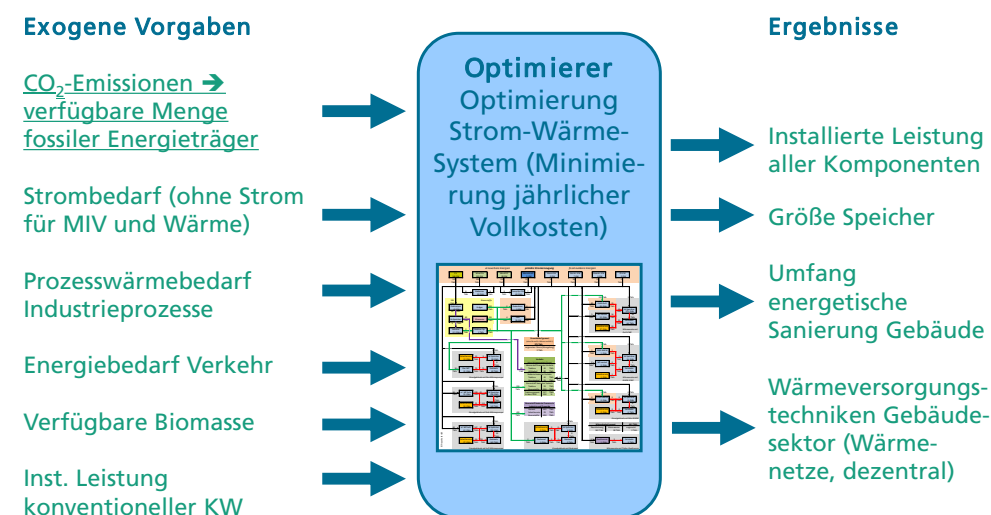 Exogene Vorgaben
CO2-Emissionen ➔
verfügbare Menge
fossiler Energieträger
Strombedarf (ohne Strom
für MIV und Wärme)
Prozesswärmebedarf
Industrieprozesse
Energiebedarf Verkehr
Verfügbare Biomasse
Inst. Leistung
konventioneller KW
Optimierer
Optimierung
Strom-Wärme-
System (Minimie-
rung jährlicher
Vollkosten)
Ergebnisse
Installierte Leistung
aller Komponenten
Größe Speicher
Umfang
energetische
Sanierung Gebäude
Wärmeversorgungs-
techniken Gebäude-
sektor (Wärme-
netze, dezentral)